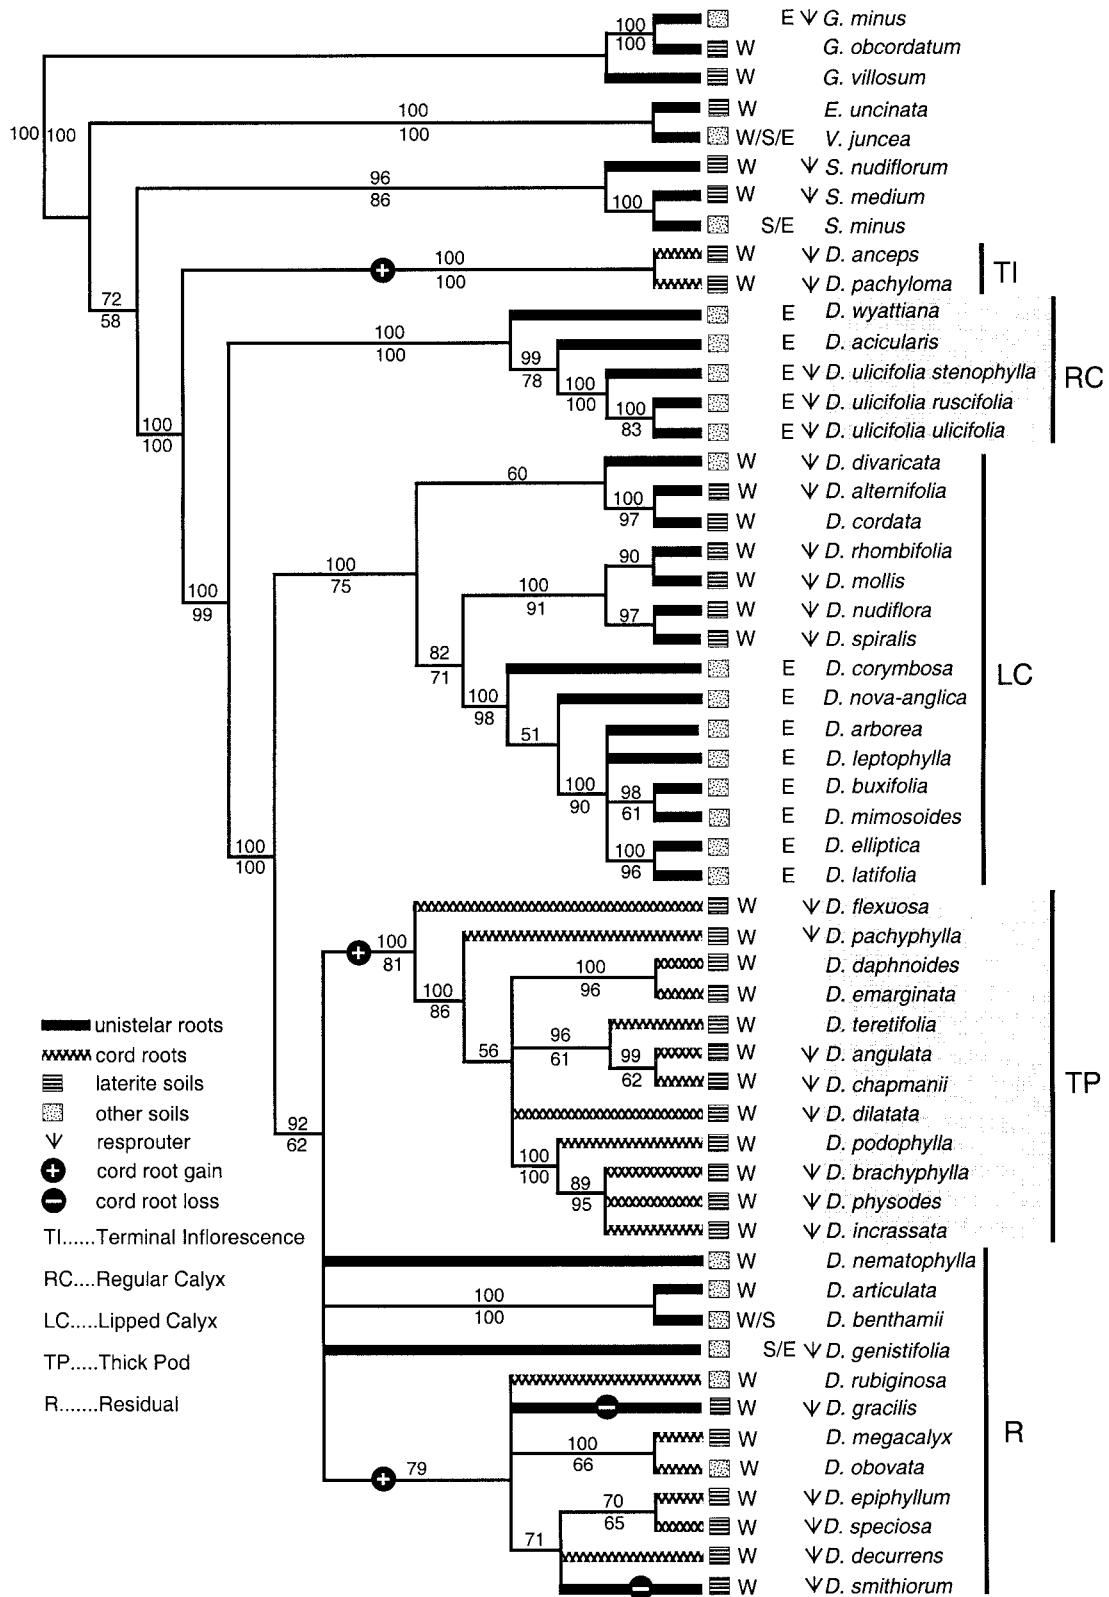 E G. minus
100
100 W G. obcordatum
W G. villosum
100 W E. uncinata
100 100 100 W/S/E V. juncea
W S. nudiflorum
96
86 W S. medium
100 S/E S. minus
100 W D. anceps
+ 100 W D. pachyloma TI
72
58 E D. wyattiana
100
100 E D. acicularis
99
78 E D. ulicifolia stenophylla RC
100
100 E D. ulicifolia ruscifolia
100
83 E D. ulicifolia ulicifolia
100
100 W D. divaricata
60 W D. alternifolia
100
97 W D. cordata
W D. rhombifolia
90
100
75 W D. mollis
100
91 W D. nudiflora
100
99 97 W D. spiralis
82
71 E D. corymbosa LC
100
98 E D. nova-anglica
51 E D. arborea
E D. leptophylla
100
90 98
61 E D. buxifolia
E D. mimosoides
100
100 E D. elliptica
100
96 E D. latifolia
W D. flexuosa
+ 100
81 W D. pachyphylla
100
96 W D. daphnoides
100
86 W D. emarginata
unistelar roots W D. teretifolia
cord roots 56 96
61 99
62 W D. angulata
laterite soils W D. chapmanii TP
other soils W D. dilatata
resprouter 92
62 W D. podophylla
+ cord root gain 100
100 89
95 W D. brachyphylla
− cord root loss W D. physodes
TI......Terminal Inflorescence W D. incrassata
W D. nematophylla
RC....Regular Calyx W D. articulata
100
100
LC.....Lipped Calyx W/S D. benthamii
TP.....Thick Pod S/E D. genistifolia
W D. rubiginosa
R.......Residual − W D. gracilis
R
100
66 W D. megacalyx
+ 79 W D. obovata
70
65 W D. epiphyllum
W D. speciosa
71 W D. decurrens
− W D. smithiorum